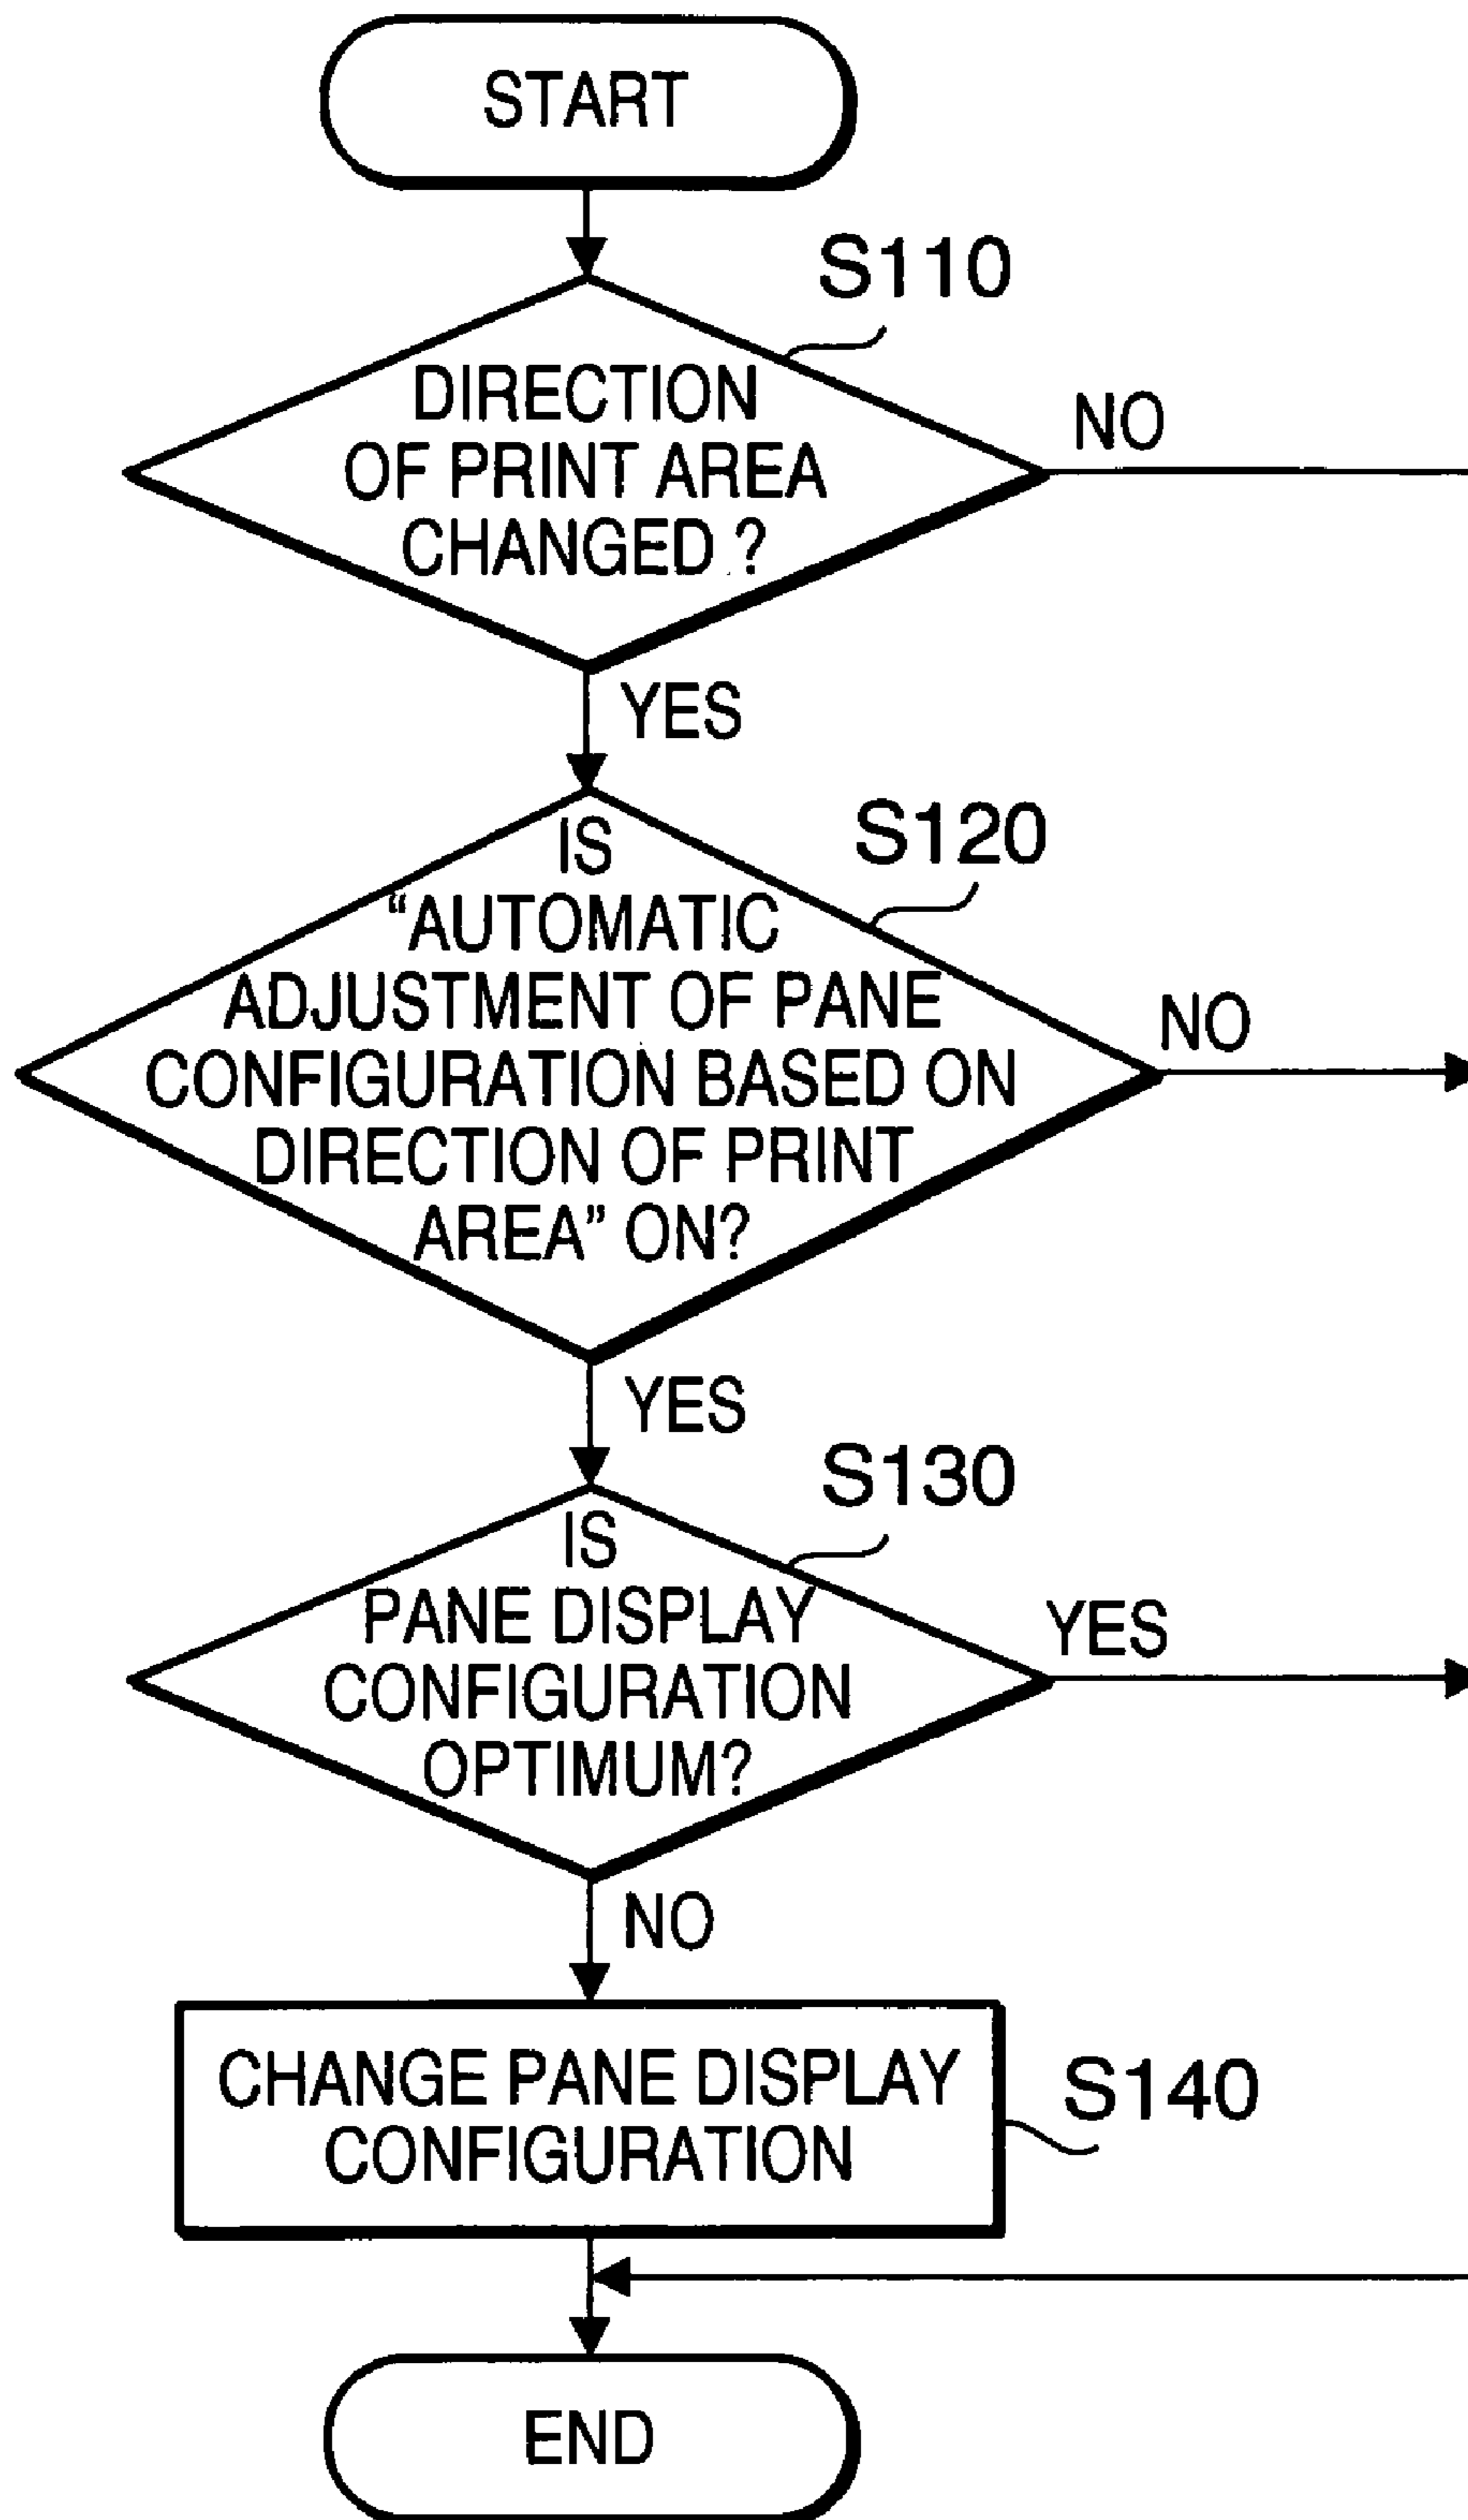 START
S110
DIRECTION
OF PRINT AREA
CHANGED ?
NO
YES
S120
IS
“AUTOMATIC
ADJUSTMENT OF PANE
CONFIGURATION BASED ON
DIRECTION OF PRINT
AREA” ON?
NO
YES
S130
IS
PANE DISPLAY
CONFIGURATION
OPTIMUM?
YES
NO
CHANGE PANE DISPLAY
CONFIGURATION
S140
END